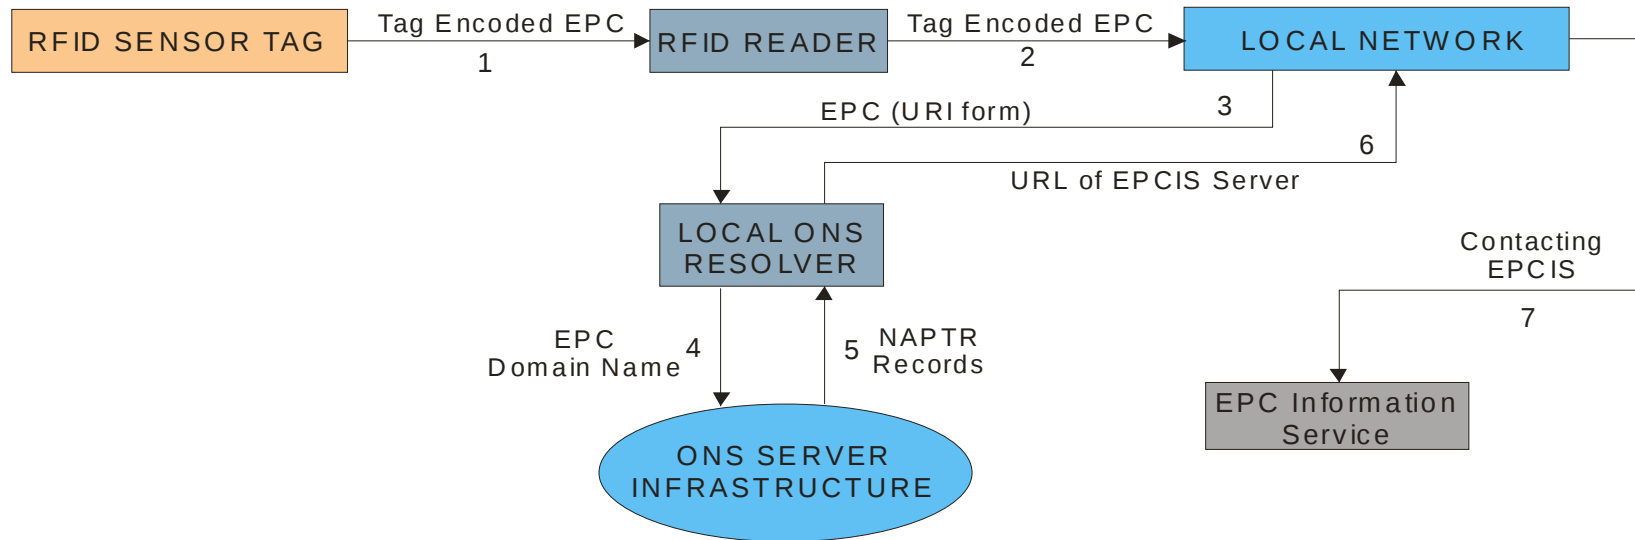 RFID SENSOR TAG
Tag Encoded EPC
1
RFID READER
Tag Encoded EPC
2
LOCAL NETWORK
EPC (URI form)
3
6
URL of EPCIS Server
LOCAL ONS
RESOLVER
Contacting
EPCIS
7
EPC
Domain Name
4
5
NAPTR
Records
EPC Information
Service
ONS SERVER
INFRASTRUCTURE